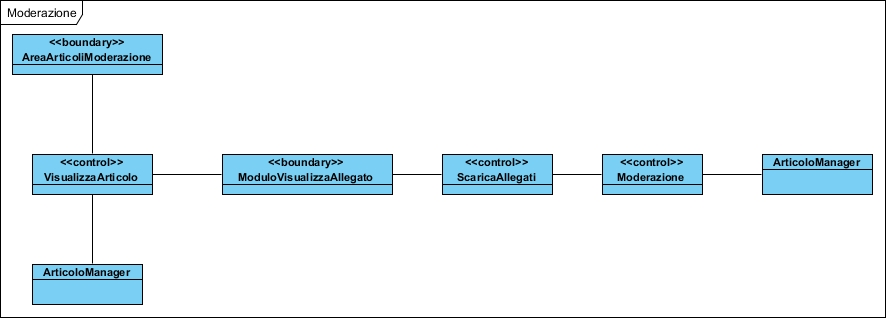 Moderazione
<<boundary>>
AreaArticoliModerazione
<<control>>
VisualizzaArticolo
<<boundary>>
ModuloVisualizzaAllegato
<<control>>
ScaricaAllegati
<<control>>
Moderazione
ArticoloManager
ArticoloManager